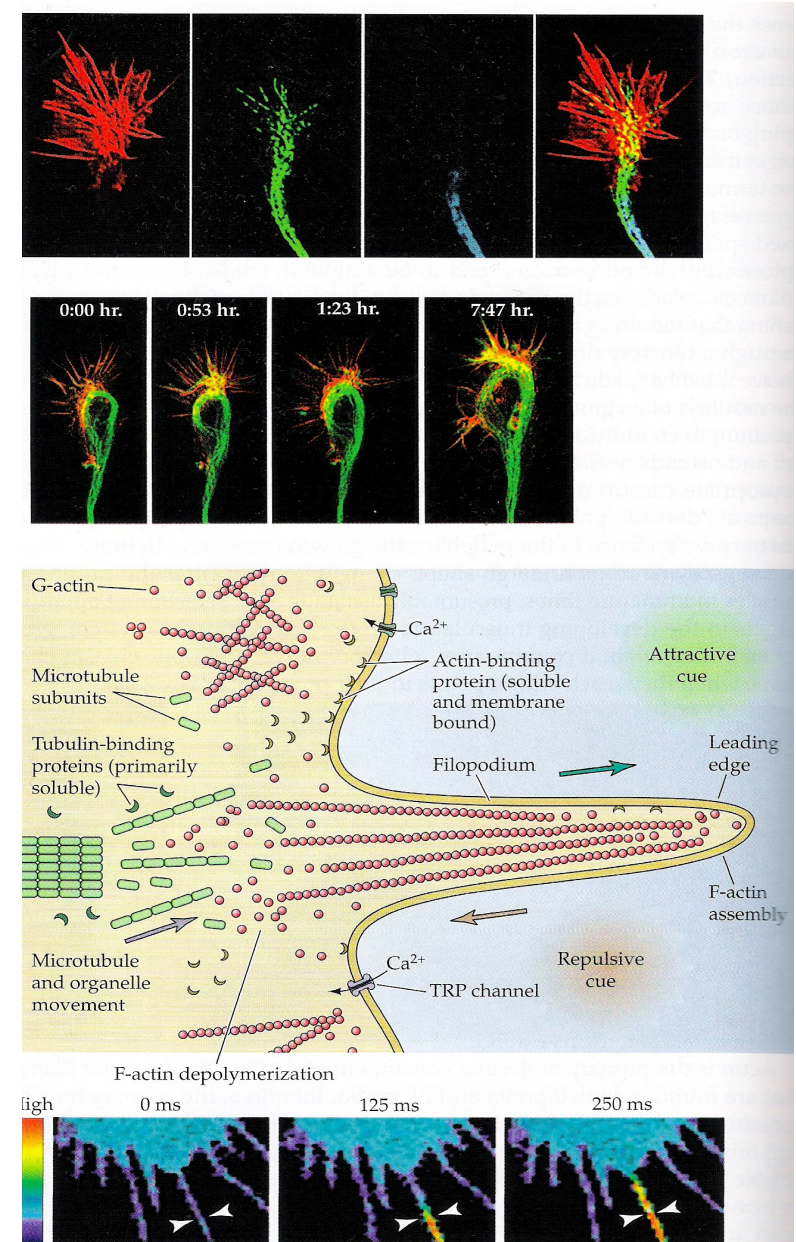 0:00 hr.
0:53 hr.
1:23 hr.
7:47 hr.
G-actin
Ca2+
Actin-binding
protein (soluble
and membrane
bound)
Attractive
cue
Microtubule
subunits
Tubulin-binding
proteins (primarily
soluble)
Filopodium
Leading
edge
F-actin
assembly
Microtubule
and organelle
movement
Ca2+
TRP channel
Repulsive
cue
F-actin depolymerization
0 ms
125 ms
250 ms